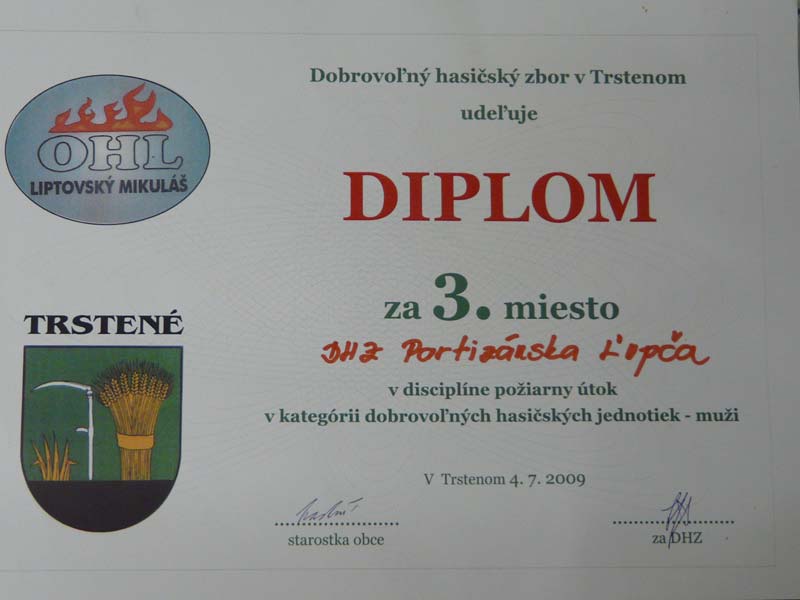 OHL
LIPTOVSKÝ MIKULÁŠ
TRSTENÉ
Dobrovoľný hasičský zbor v Trstenom
udeľuje
DIPLOM
za 3. miesto
DHZ Partizánska Ľupča
v disciplíne požiarny útok
v kategórii dobrovoľných hasičských jednotiek - muži
V Trstenom 4. 7. 2009
starostka obce
za DHZ